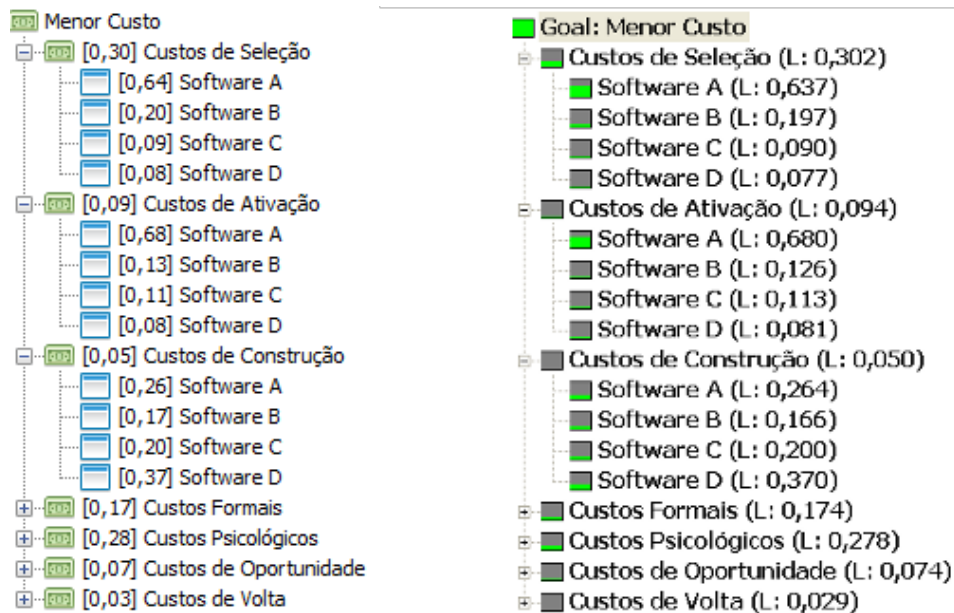 Menor Custo
[0,30] Custos de Seleção
[0,64] Software A
[0,20] Software B
[0,09] Software C
[0,08] Software D
[0,09] Custos de Ativação
[0,68] Software A
[0,13] Software B
[0,11] Software C
[0,08] Software D
[0,05] Custos de Construção
[0,26] Software A
[0,17] Software B
[0,20] Software C
[0,37] Software D
[0,17] Custos Formais
[0,28] Custos Psicológicos
[0,07] Custos de Oportunidade
[0,03] Custos de Volta
Goal: Menor Custo
Custos de Seleção (L: 0,302)
Software A (L: 0,637)
Software B (L: 0,197)
Software C (L: 0,090)
Software D (L: 0,077)
Custos de Ativação (L: 0,094)
Software A (L: 0,680)
Software B (L: 0,126)
Software C (L: 0,113)
Software D (L: 0,081)
Custos de Construção (L: 0,050)
Software A (L: 0,264)
Software B (L: 0,166)
Software C (L: 0,200)
Software D (L: 0,370)
Custos Formais (L: 0,174)
Custos Psicológicos (L: 0,278)
Custos de Oportunidade (L: 0,074)
Custos de Volta (L: 0,029)